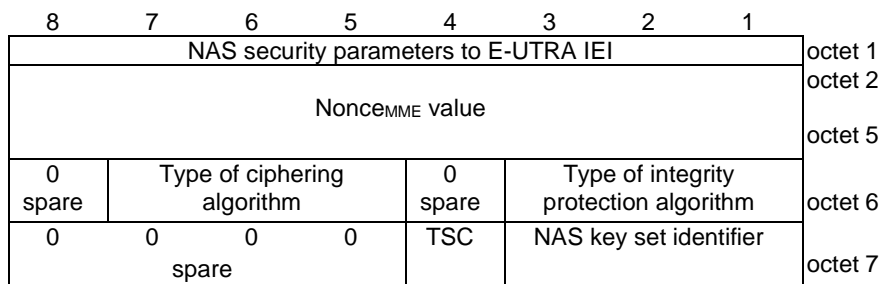 8 7 6 5 4 3 2 1
NAS security parameters to E-UTRA IEI octet 1
octet 2
NonceMME value
octet 5
0 Type of ciphering 0 Type of integrity
spare algorithm spare protection algorithm octet 6
0 0 0 0 TSC NAS key set identifier
spare octet 7